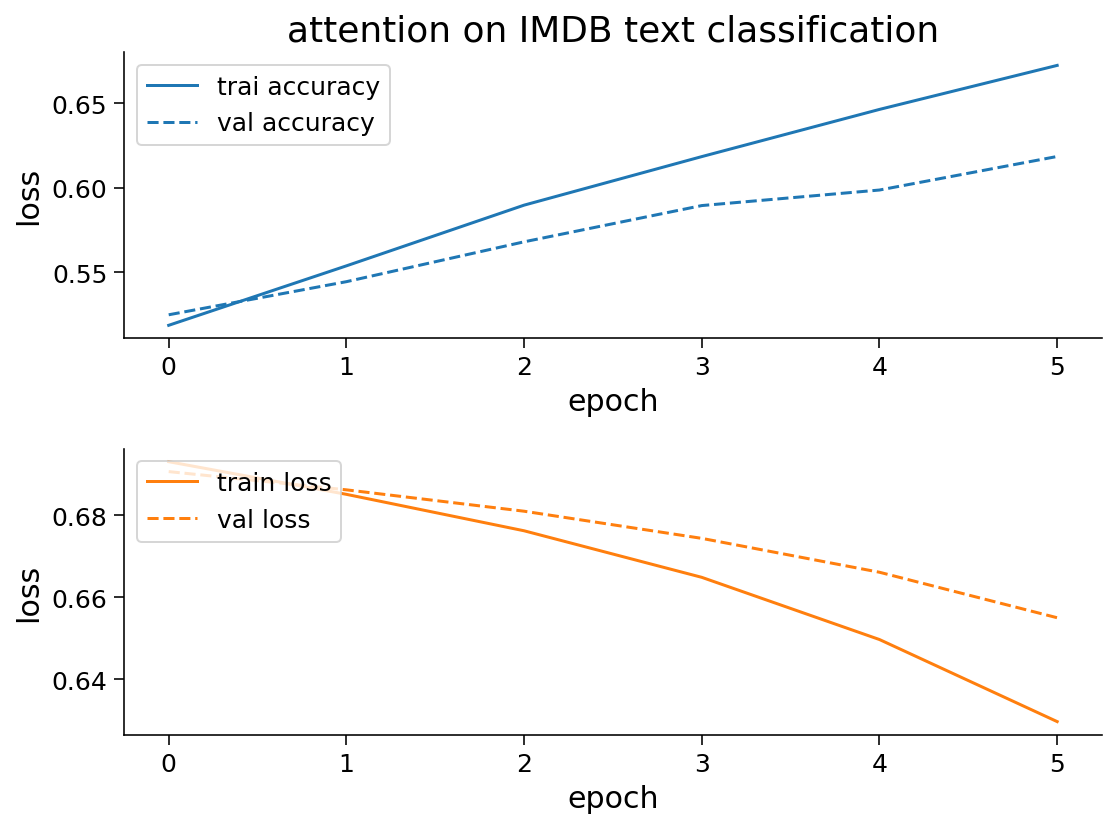 attention on IMDB text classification
trai accuracy
val accuracy
0.65
0.60
0.55
loss
0 1 2 3 4 5
epoch
train loss
val loss
0.68
0.66
0.64
loss
0 1 2 3 4 5
epoch